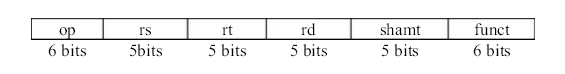 op rs rt rd shamt funct
6 bits 5bits 5 bits 5 bits 5 bits 6 bits